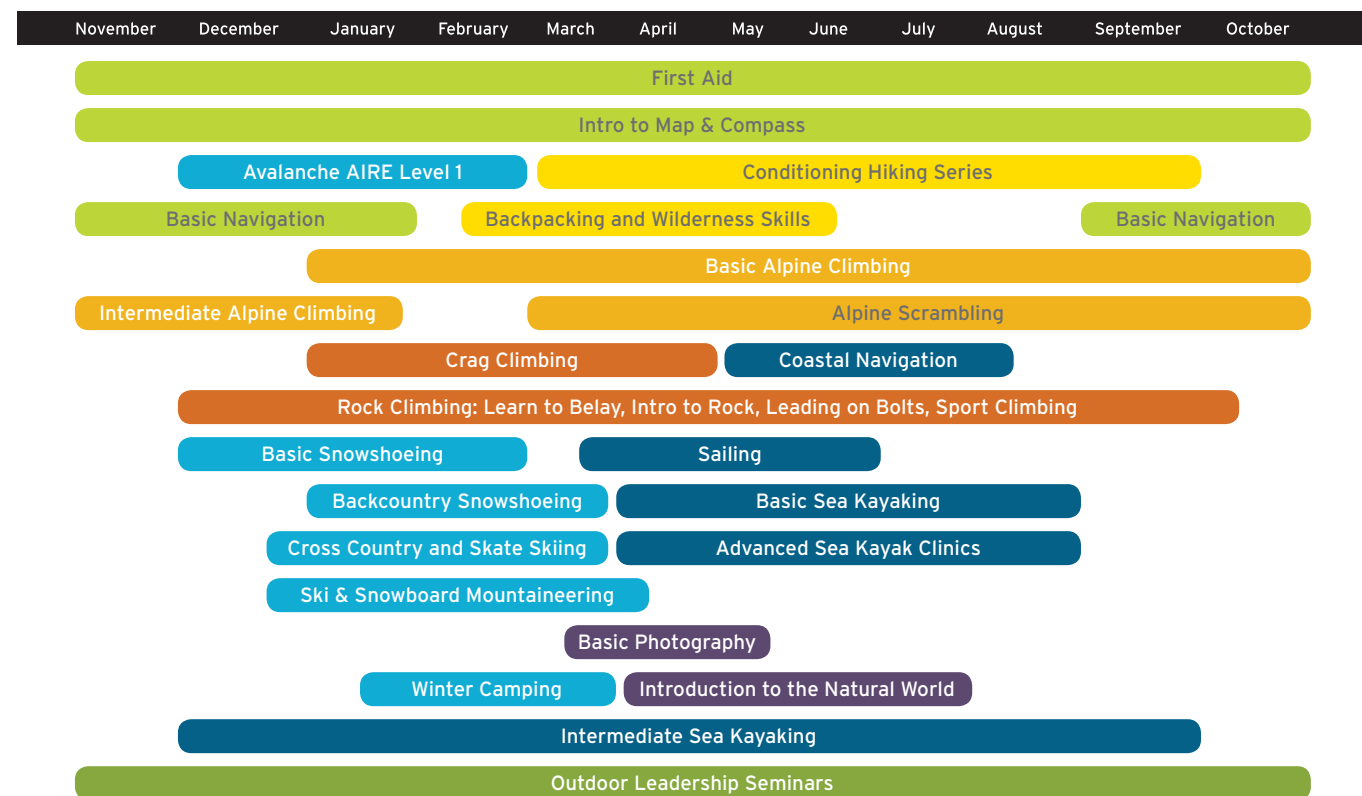 November December January February March April May June July August September October
First Aid
Intro to Map & Compass
Avalanche AIRE Level 1 Conditioning Hiking Series
Basic Navigation Backpacking and Wilderness Skills Basic Navigation
Basic Alpine Climbing
Intermediate Alpine Climbing Alpine Scrambling
Crag Climbing Coastal Navigation
Rock Climbing: Learn to Belay, Intro to Rock, Leading on Bolts, Sport Climbing
Basic Snowshoeing Sailing
Backcountry Snowshoeing Basic Sea Kayaking
Cross Country and Skate Skiing Advanced Sea Kayak Clinics
Ski & Snowboard Mountaineering
Basic Photography
Winter Camping Introduction to the Natural World
Intermediate Sea Kayaking
Outdoor Leadership Seminars